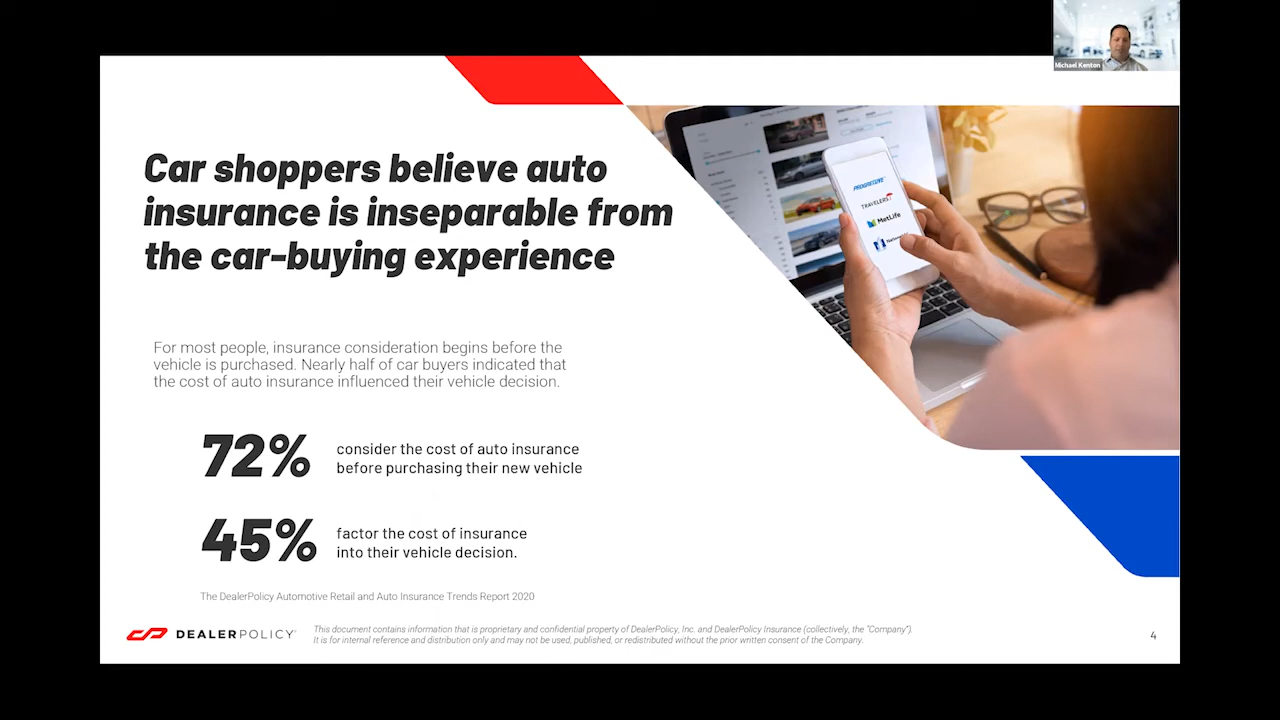 Michael Kenton
Car shoppers believe auto
insurance is inseparable from
the car-buying experience
PROGRESSIVE
TRAVELERS
MetLife
Nationwide
For most people, insurance consideration begins before the
vehicle is purchased. Nearly half of car buyers indicated that
the cost of auto insurance influenced their vehicle decision.
72%
consider the cost of auto insurance
before purchasing their new vehicle
45%
factor the cost of insurance
into their vehicle decision.
The DealerPolicy Automotive Retail and Auto Insurance Trends Report 2020
DEALERPOLICY
This document contains information that is proprietary and confidential property of DealerPolicy, Inc. and DealerPolicy Insurance (collectively, the "Company").
It is for internal reference and distribution only and may not be used, published, or redistributed without the prior written consent of the Company.
4